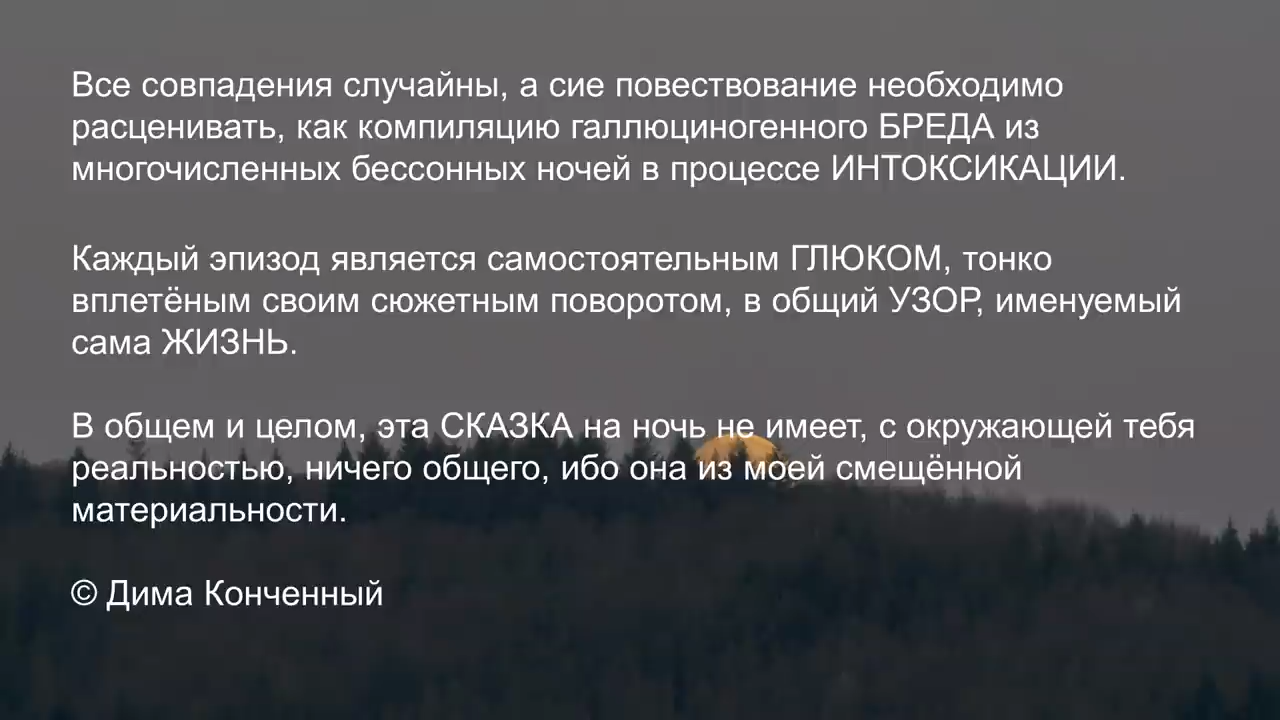 Все совпадения случайны, а сие повествование необходимо
расценивать, как компиляцию галлюциногенного БРЕДА из
многочисленных бессонных ночей в процессе ИНТОКСИКАЦИИ.
Каждый эпизод является самостоятельным ГЛЮКОМ, тонко
вплетёным своим сюжетным поворотом, в общий УЗОР, именуемый
сама ЖИЗНЬ.
В общем и целом, эта СКАЗКА на ночь не имеет, с окружающей тебя
реальностью, ничего общего, ибо она из моей смещённой
материальности.
© Дима Конченный